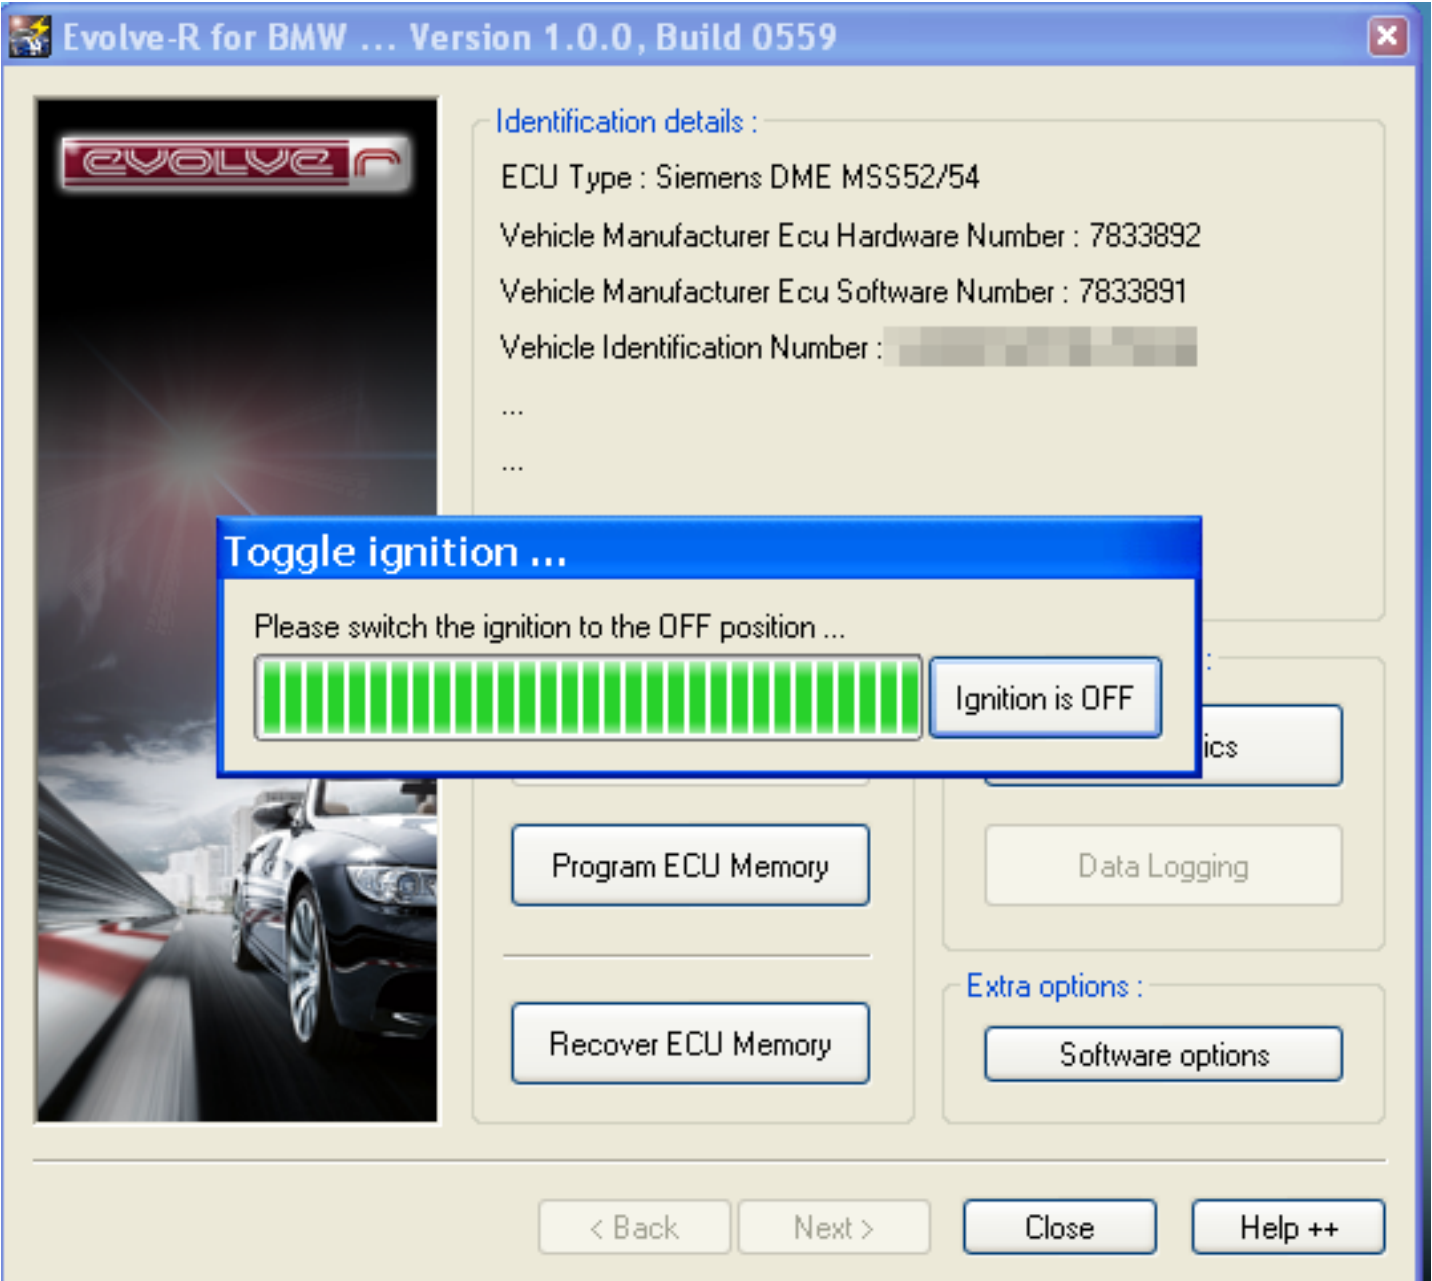 Evolve-R for BMW ... Version 1.0.0, Build 0559
evolve r
Identification details :
ECU Type : Siemens DME MSS52/54
Vehicle Manufacturer Ecu Hardware Number : 7833892
Vehicle Manufacturer Ecu Software Number : 7833891
Vehicle Identification Number :
...
...
Toggle ignition ...
Please switch the ignition to the OFF position ...
Ignition is OFF
:
ics
Program ECU Memory
Data Logging
Extra options :
Recover ECU Memory
Software options
< Back
Next >
Close
Help ++